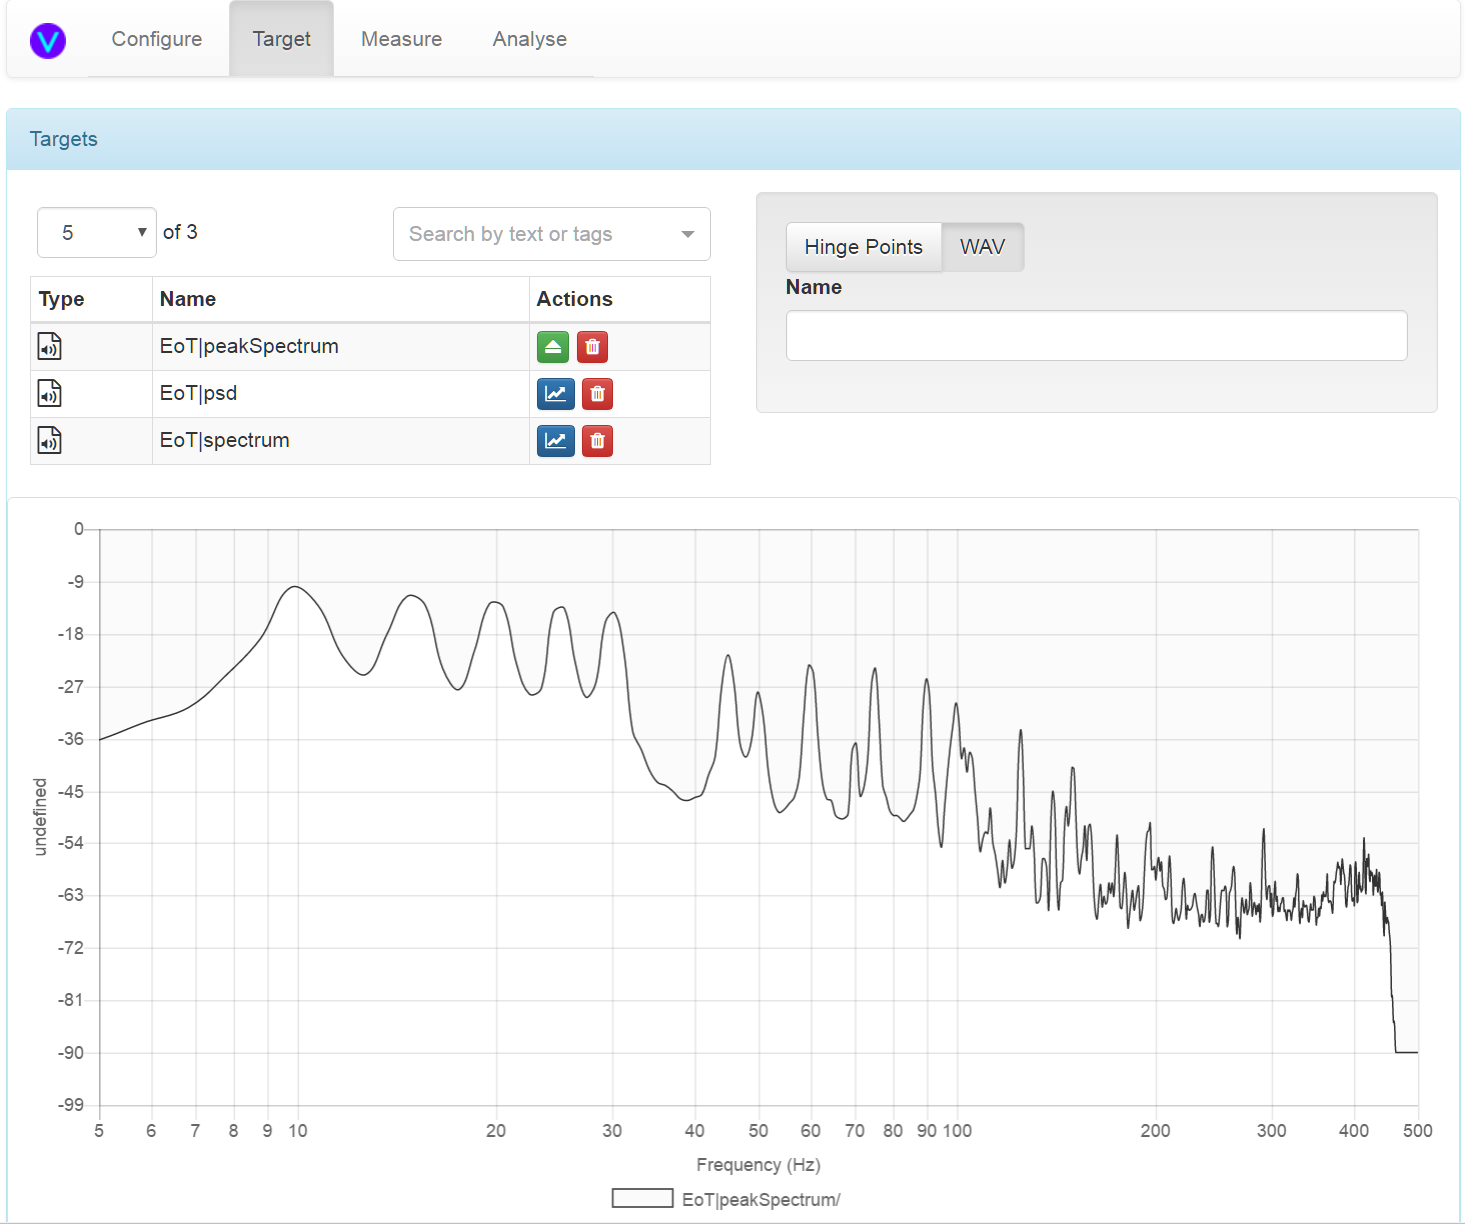 V Configure Target Measure Analyse
Targets
5 of 3 Search by text or tags
Hinge Points WAV
Name
Type Name Actions
EoT|peakSpectrum
EoT|psd
EoT|spectrum
0
-9
-18
-27
-36
-45
-54
-63
-72
-81
-90
-99
undefined
5 6 7 8 9 10 20 30 40 50 60 70 80 90 100 200 300 400 500
Frequency (Hz)
EoT|peakSpectrum/